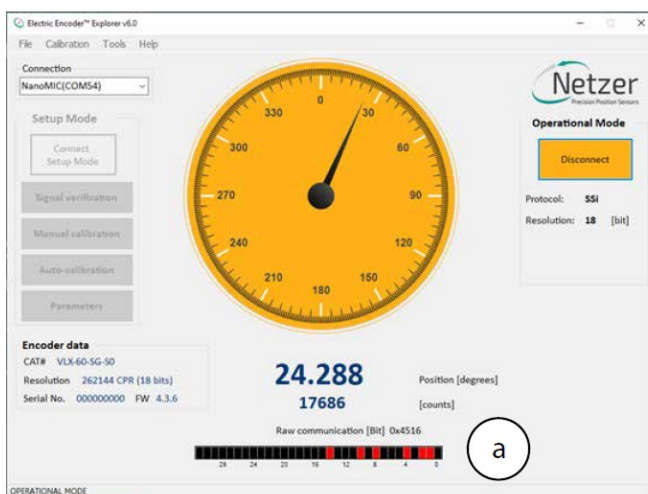 Electric Encoder™ Explorer v6.0
File Calibration Tools Help
Connection
NanoMIC(COM54)
Setup Mode
Connect
Setup Mode
Signal verification
Manual calibration
Auto-calibration
Parameters
0
30
60
90
120
150
180
210
240
270
300
330
Netzer
Precision Position Sensors
Operational Mode
Disconnect
Protocol: SSi
Resolution: 18 [bit]
Encoder data
CAT# VLX-60-SG-S0
Resolution 262144 CPR (18 bits)
Serial No. 000000000 FW 4.3.6
24.288 Position [degrees]
17686 [counts]
Raw communication [Bit] 0x4516
28 24 20 16 12 8 4 0
a
OPERATIONAL MODE